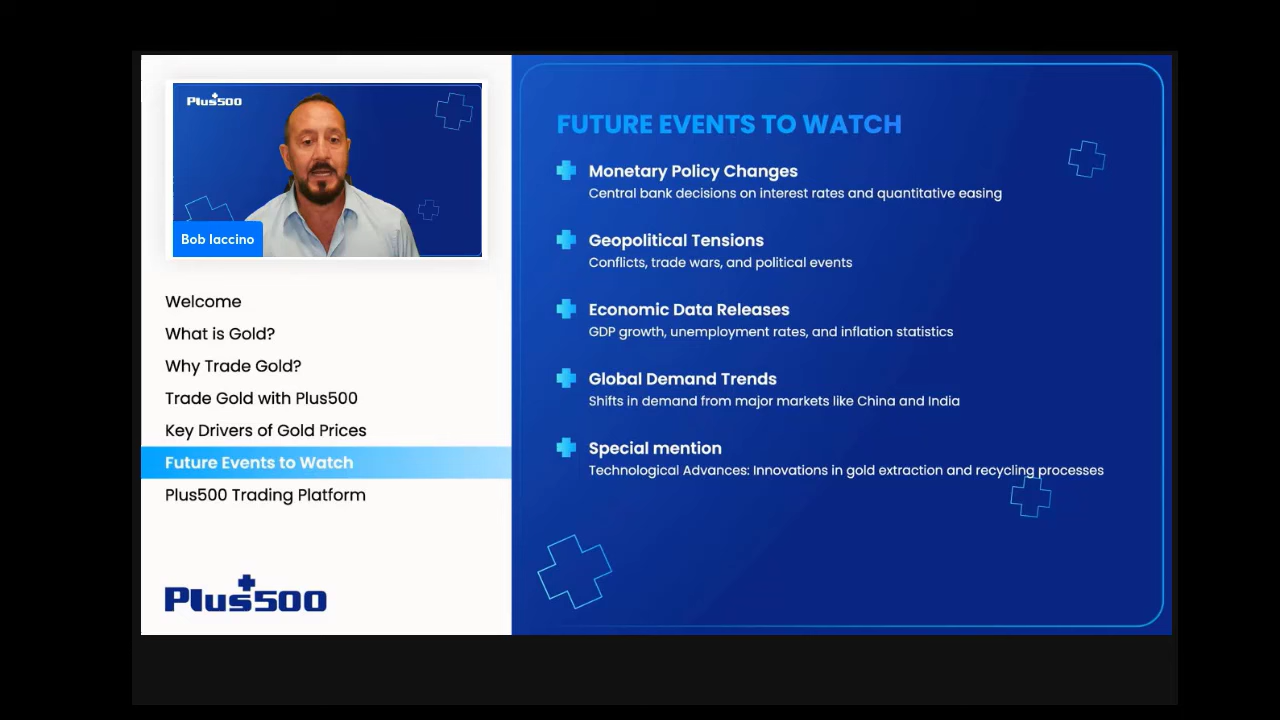 Plus500
Bob Iaccino
Welcome
What is Gold?
Why Trade Gold?
Trade Gold with Plus500
Key Drivers of Gold Prices
Future Events to Watch
Plus500 Trading Platform
Plus500
FUTURE EVENTS TO WATCH
Monetary Policy Changes
Central bank decisions on interest rates and quantitative easing
Geopolitical Tensions
Conflicts, trade wars, and political events
Economic Data Releases
GDP growth, unemployment rates, and inflation statistics
Global Demand Trends
Shifts in demand from major markets like China and India
Special mention
Technological Advances: Innovations in gold extraction and recycling processes